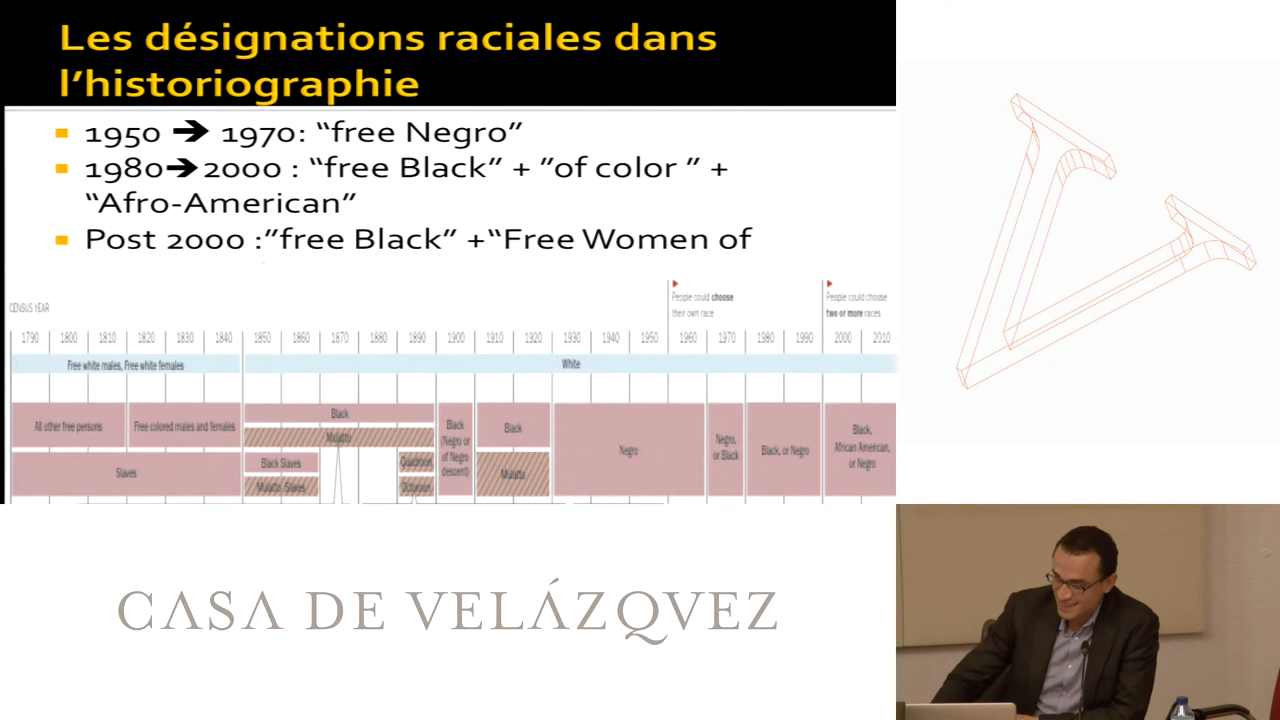 Les désignations raciales dans
l'historiographie
1950 → 1970: “free Negro”
1980→2000 : “free Black” + ”of color ” +
“Afro-American”
Post 2000 :”free Black” +“Free Women of
People could choose
their own race
People could choose
two or more races
CENSUS YEAR
1790 1800 1810 1820 1830 1840 1850 1860 1870 1880 1890 1900 1910 1920 1930 1940 1950 1960 1970 1980 1990 2000 2010
Free white males, Free white females
White
All other free persons
Free colored males and females
Slaves
Black
Mulatto
Black Slaves
Mulatto Slaves
Quadroon
Octoroon
Black
(Negro or
of Negro
descent)
Black
Mulatto
Negro
Negro,
or Black
Black, or Negro
Black,
African American,
or Negro
CASA DE VELÁZQVEZ